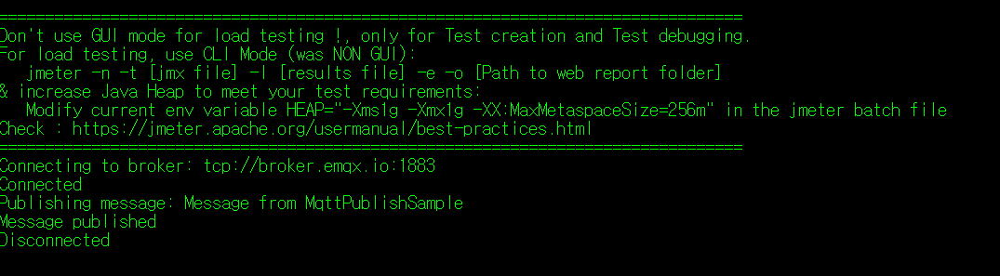 ================================================================================
Don't use GUI mode for load testing !, only for Test creation and Test debugging.
For load testing, use CLI Mode (was NON GUI):
   jmeter -n -t [jmx file] -l [results file] -e -o [Path to web report folder]
& increase Java Heap to meet your test requirements:
   Modify current env variable HEAP="-Xms1g -Xmx1g -XX:MaxMetaspaceSize=256m" in the jmeter batch file
Check : https://jmeter.apache.org/usermanual/best-practices.html
================================================================================
Connecting to broker: tcp://broker.emqx.io:1883
Connected
Publishing message: Message from MqttPublishSample
Message published
Disconnected